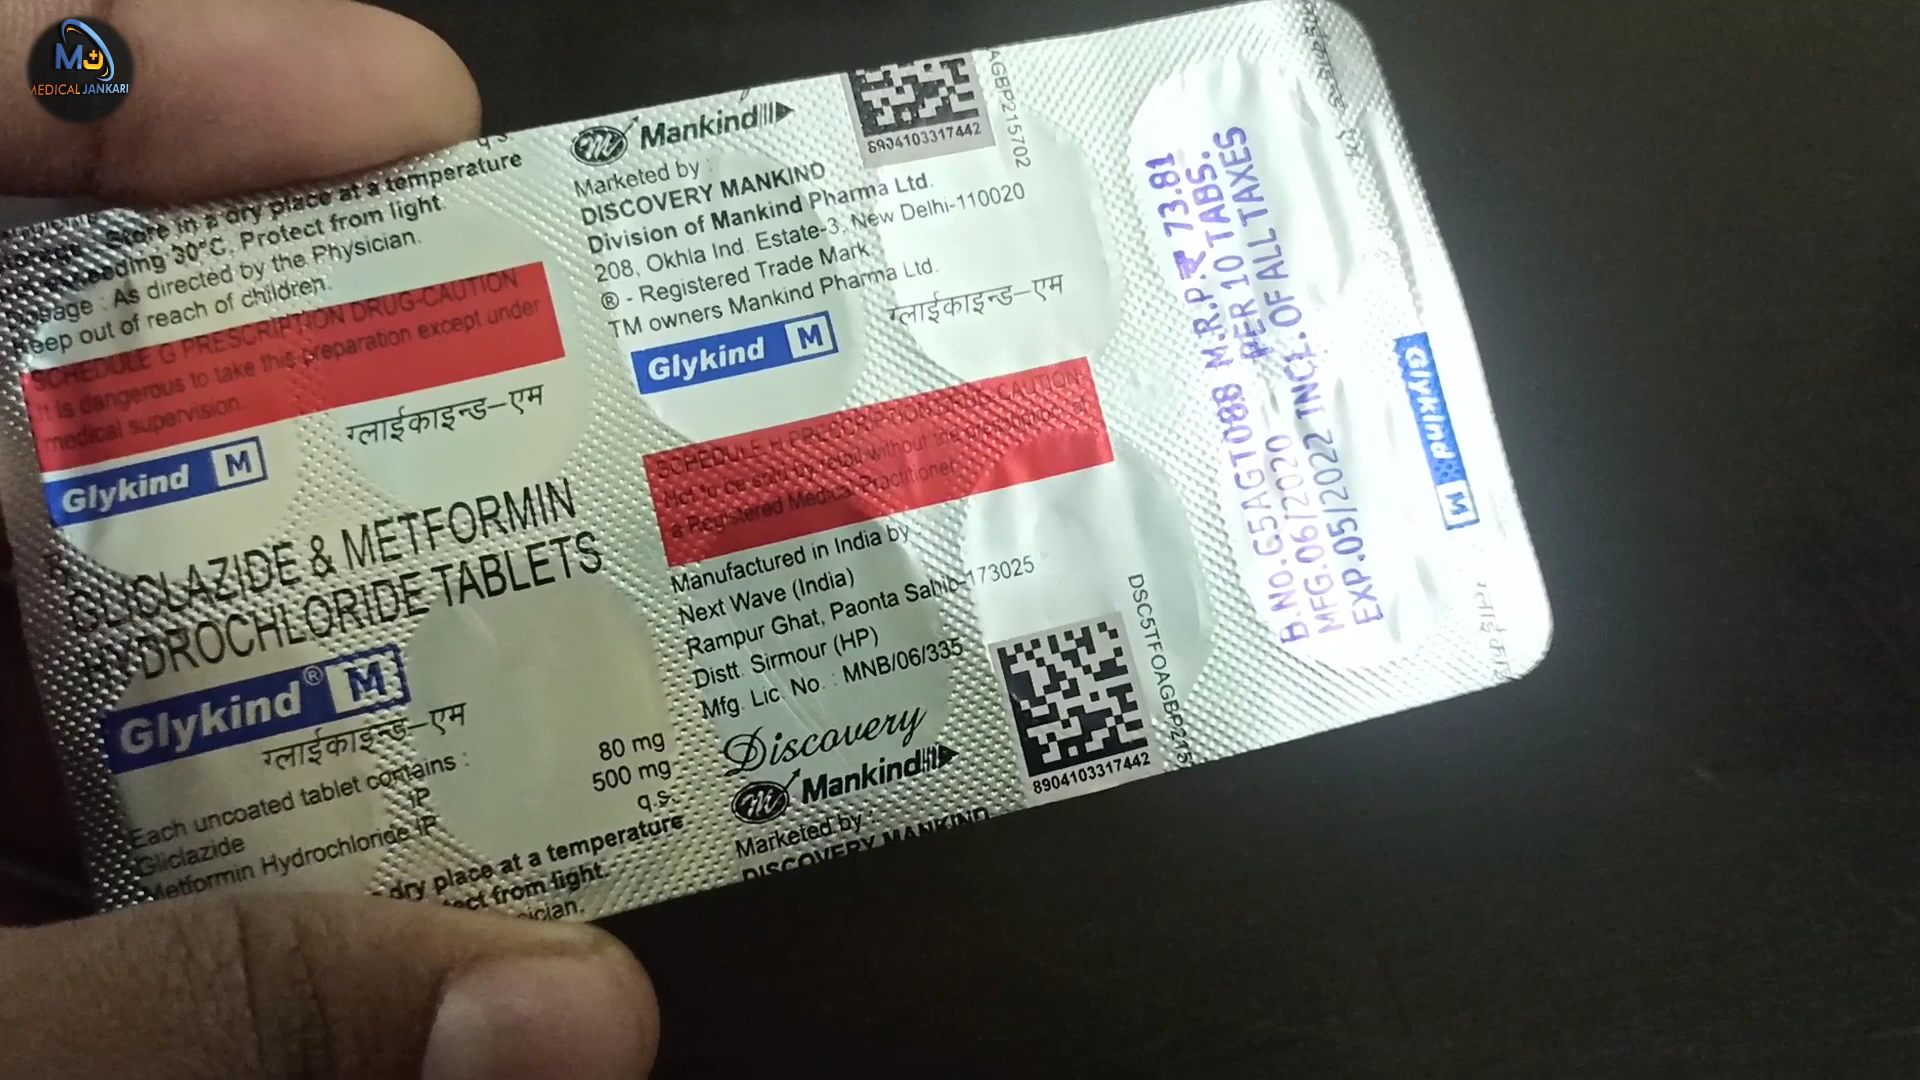 MJ
MEDICAL JANKARI
q.s.
Store in a dry place at a temperature
exceeding 30°C. Protect from light.
Dosage : As directed by the Physician.
Keep out of reach of children.
SCHEDULE G PRESCRIPTION DRUG-CAUTION
It is dangerous to take this preparation except under
medical supervision.
Glykind M
ग्लाईकाइन्ड-एम
GLICLAZIDE & METFORMIN
HYDROCHLORIDE TABLETS
Glykind® M
ग्लाईकाइन्ड-एम
Each uncoated tablet contains :
Gliclazide IP 80 mg
Metformin Hydrochloride IP 500 mg
q.s.
dry place at a temperature
from light.
Mankind
Marketed by :
DISCOVERY MANKIND
Division of Mankind Pharma Ltd.
208, Okhla Ind. Estate-3, New Delhi-110020
® - Registered Trade Mark
TM owners Mankind Pharma Ltd.
Glykind M
ग्लाईकाइन्ड-एम
SCHEDULE H PRESCRIPTION DRUG-CAUTION
Not to be sold by retail without the prescription of
a Registered Medical Practitioner.
Manufactured in India by
Next Wave (India)
Rampur Ghat, Paonta Sahib-173025
Distt. Sirmour (HP)
Mfg. Lic. No. : MNB/06/335
Discovery
Mankind
Marketed by :
DISCOVERY MANKIND
8904103317442
AGBP215702
8904103317442
DSC5TFOAGBP215
B.NO.G5AGT088 M.R.P.₹ 73.81
MFG.06/2020 PER 10 TABS.
EXP.05/2022 INCL.OF ALL TAXES
Glykind M